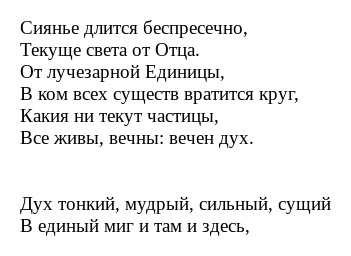 Сиянье длится беспресечно,
Текуще света от Отца.
От лучезарной Единицы,
В ком всех существ вратится круг,
Какия ни текут частицы,
Все живы, вечны: вечен дух.
Дух тонкий, мудрый, сильный, сущий
В единый миг и там и здесь,